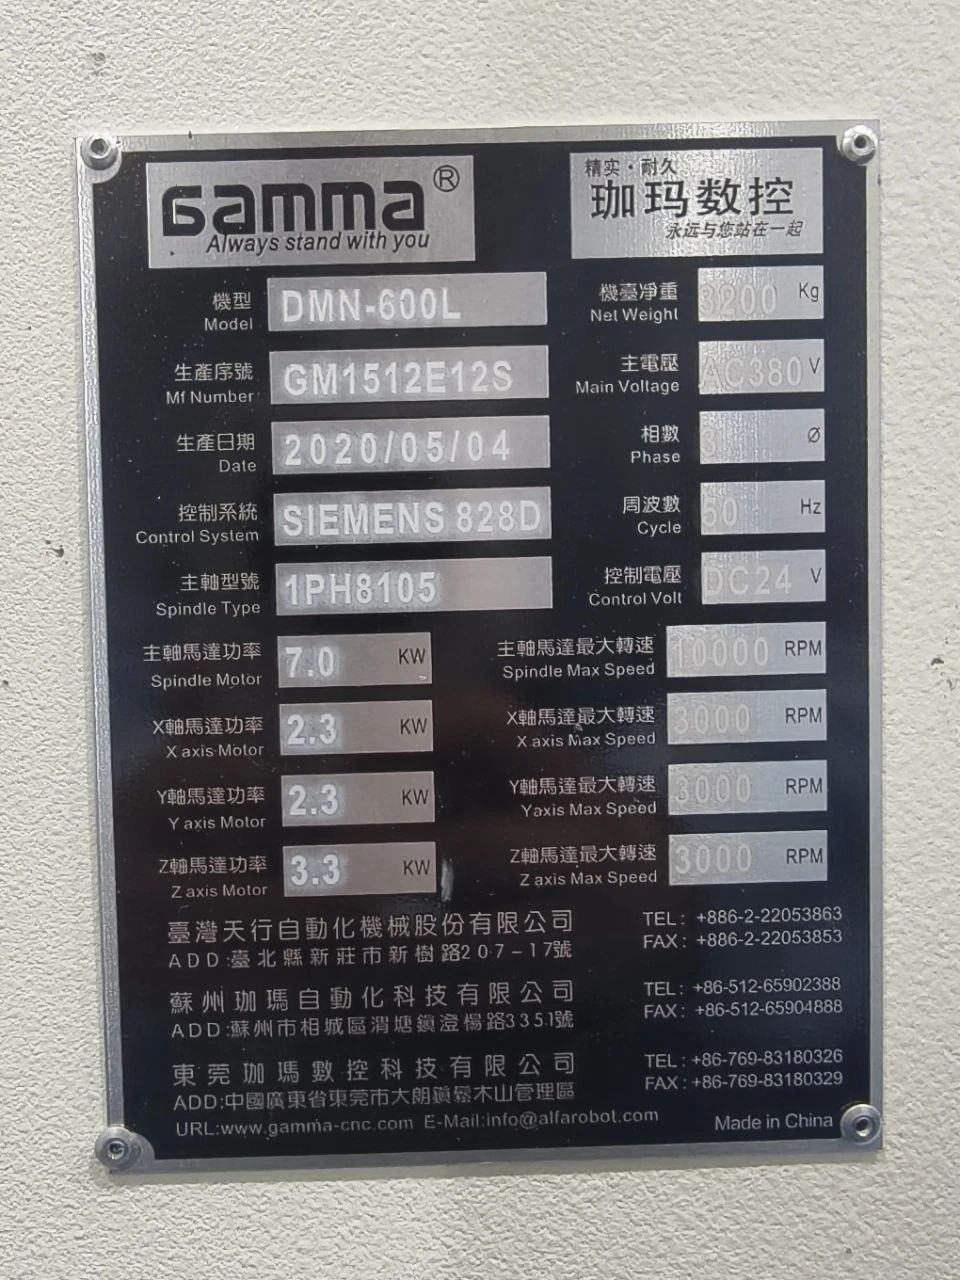 Gamma®
Always stand with you
精实·耐久
珈玛数控
永远与您站在一起
機型
Model
DMN-600L
機臺凈重
Net Weight
3200 Kg
生產序號
Mf Number
GM1512E12S
主電壓
Main Voltage
AC380 V
生產日期
Date
2020/05/04
相數
Phase
3 Ø
控制系統
Control System
SIEMENS 828D
周波數
Cycle
50 Hz
主軸型號
Spindle Type
1PH8105
控制電壓
Control Volt
DC24 V
主軸馬達功率
Spindle Motor
7.0 KW
主軸馬達最大轉速
Spindle Max Speed
10000 RPM
X軸馬達功率
X axis Motor
2.3 KW
X軸馬達最大轉速
X axis Max Speed
3000 RPM
Y軸馬達功率
Y axis Motor
2.3 KW
Y軸馬達最大轉速
Yaxis Max Speed
3000 RPM
Z軸馬達功率
Z axis Motor
3.3 KW
Z軸馬達最大轉速
Z axis Max Speed
3000 RPM
臺灣天行自動化機械股份有限公司
TEL: +886-2-22053863
ADD:臺北縣新莊市新樹路207-17號
FAX: +886-2-22053853
蘇州珈瑪自動化科技有限公司
TEL: +86-512-65902388
ADD:蘇州市相城區渭塘鎮澄楊路3351號
FAX: +86-512-65904888
東莞珈瑪數控科技有限公司
TEL: +86-769-83180326
ADD:中國廣東省東莞市大朗鎮 木山管理區
FAX: +86-769-83180329
URL:www.gamma-cnc.com E-Mail:info@alfarobot.com
Made in China